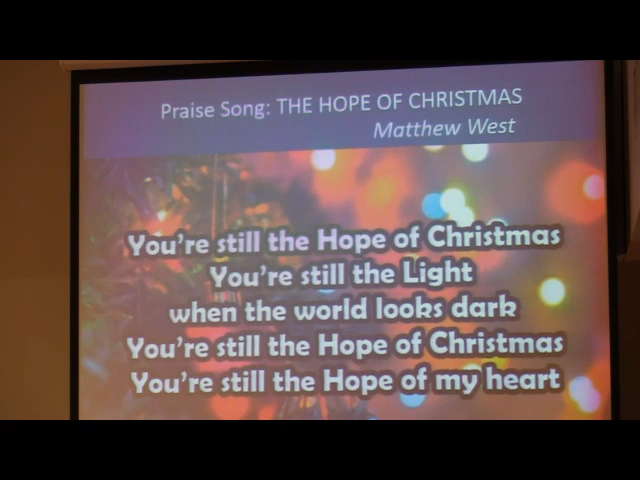 Praise Song: THE HOPE OF CHRISTMAS
Matthew West
You're still the Hope of Christmas
You're still the Light
when the world looks dark
You're still the Hope of Christmas
You're still the Hope of my heart